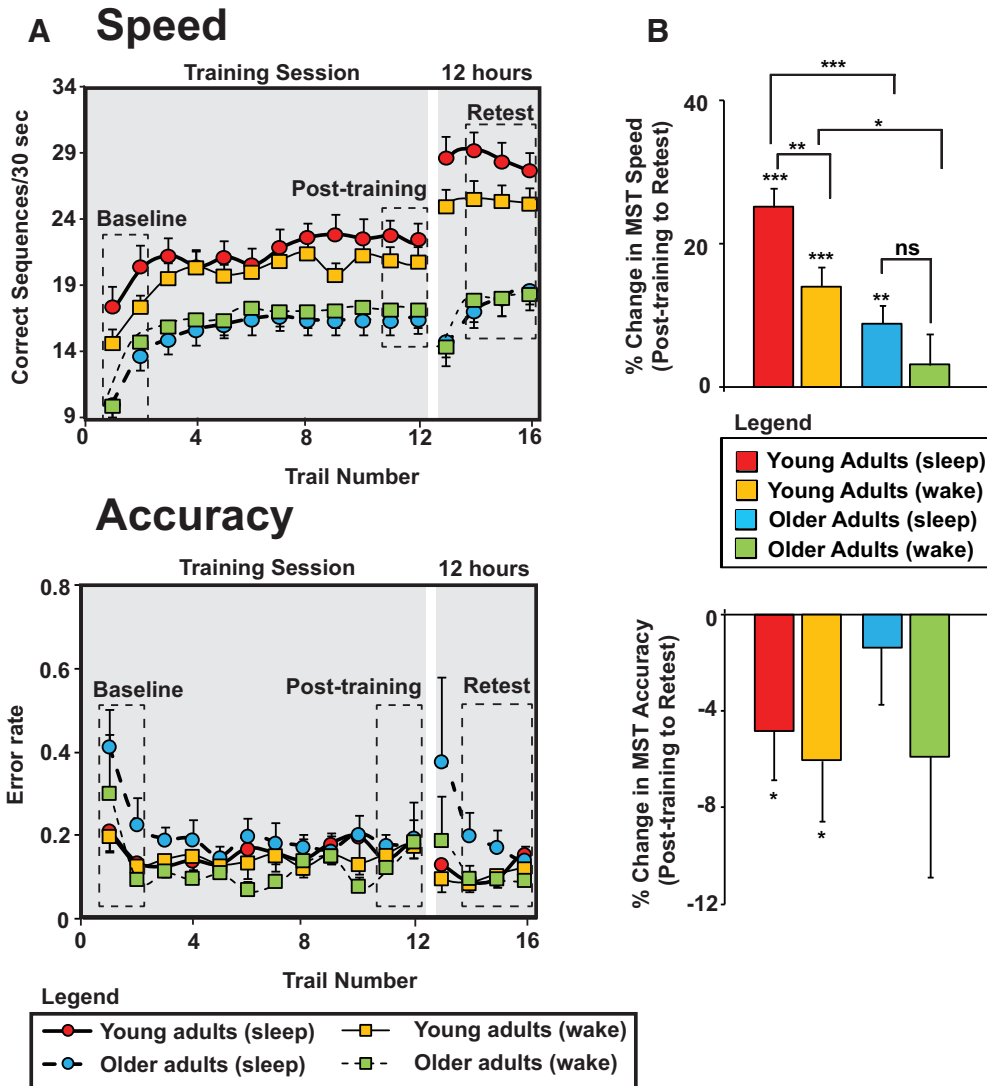 A Speed
Training Session 12 hours
Correct Sequences/30 sec
34
29
24
19
14
9
Baseline
Post-training
Retest
0 4 8 12 16
Trail Number
Accuracy
Training Session 12 hours
Error rate
0.8
0.6
0.4
0.2
0
Baseline
Post-training
Retest
0 4 8 12 16
Trail Number
Legend
Young adults (sleep)
Young adults (wake)
Older adults (sleep)
Older adults (wake)
B
% Change in MST Speed
(Post-training to Retest)
40
20
0
***
*
**
***
***
**
ns
Legend
Young Adults (sleep)
Young Adults (wake)
Older Adults (sleep)
Older Adults (wake)
% Change in MST Accuracy
(Post-training to Retest)
0
-4
-8
-12
*
*